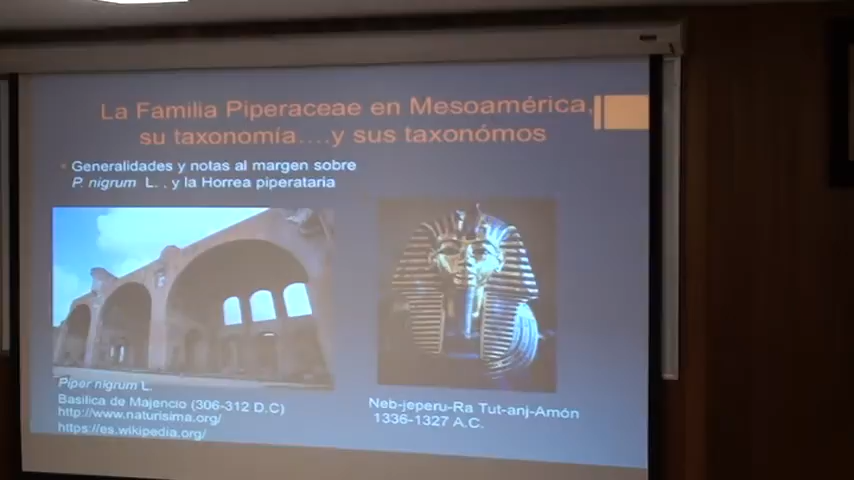 La Familia Piperaceae en Mesoamérica,
su taxonomía....y sus taxonómos
Generalidades y notas al margen sobre
P. nigrum L. , y la Horrea piperataria
Piper nigrum L.
Basilica de Majencio (306-312 D.C)
http://www.naturisima.org/
https://es.wikipedia.org/
Neb-jeperu-Ra Tut-anj-Amón
1336-1327 A.C.